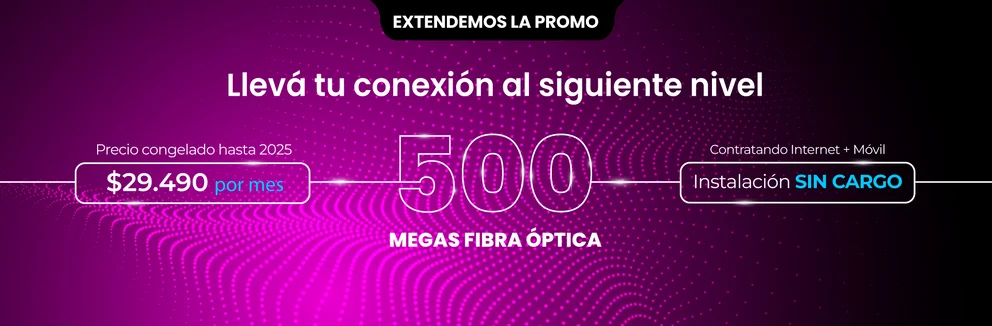 EXTENDEMOS LA PROMO
Llevá tu conexión al siguiente nivel
Precio congelado hasta 2025
$29.490 por mes
500
MEGAS FIBRA ÓPTICA
Contratando Internet + Móvil
Instalación SIN CARGO